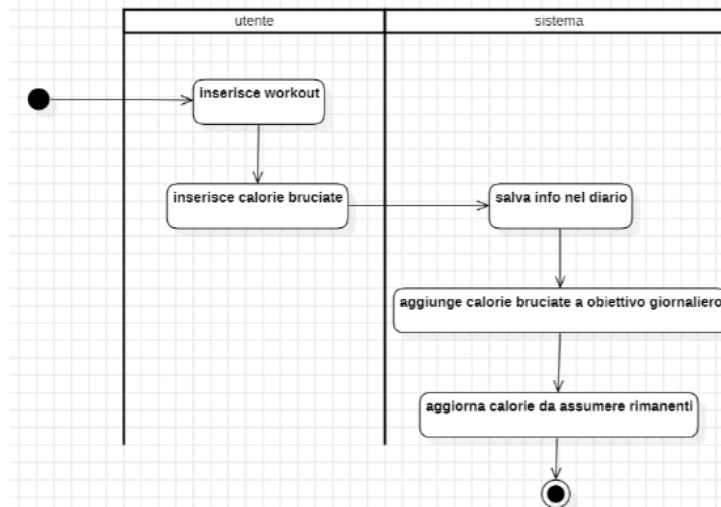 utente
sistema
inserisce workout
inserisce calorie bruciate
salva info nel diario
aggiunge calorie bruciate a obiettivo giornaliero
aggiorna calorie da assumere rimanenti